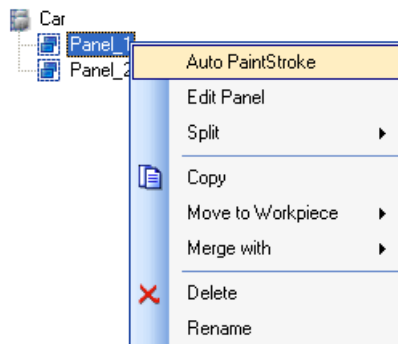 Car
Panel_1
Panel_2
Auto PaintStroke
Edit Panel
Split
Copy
Move to Workpiece
Merge with
Delete
Rename